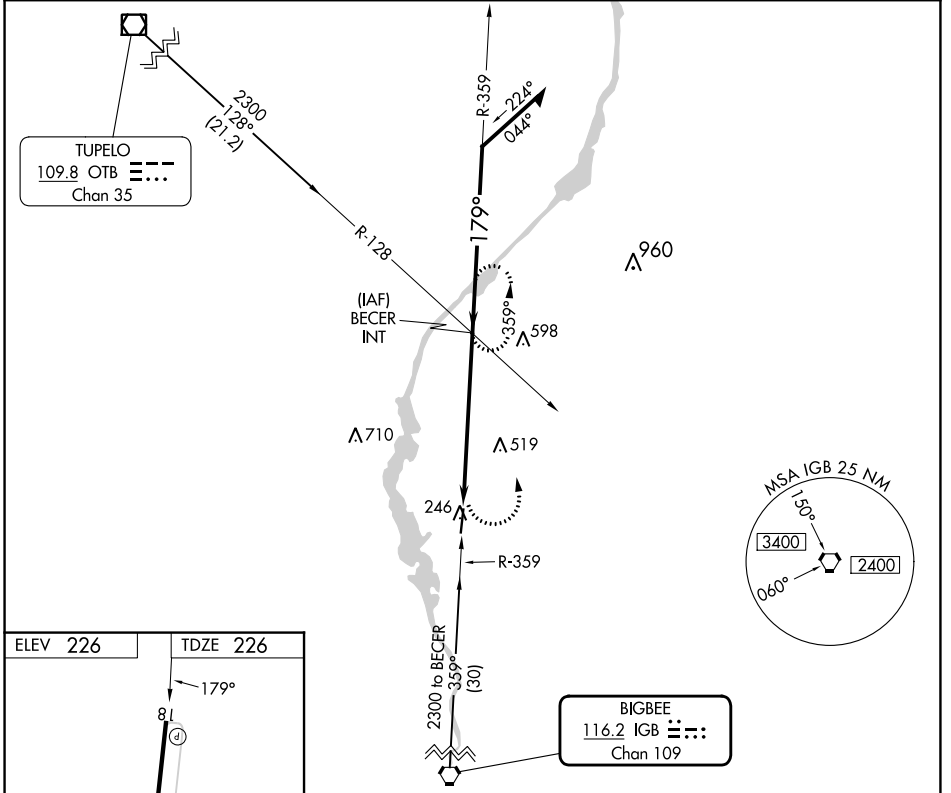 2300
128°
(21.2)
R-359
224°
044°
TUPELO
109.8 OTB
Chan 35
179°
R-128
960
(IAF)
BECER
INT
359°
598
710
519
246
MSA IGB 25 NM
150°
3400
2400
060°
R-359
ELEV 226
TDZE 226
179°
18
P
2300 to BECER
359°
(30)
BIGBEE
116.2 IGB
Chan 109